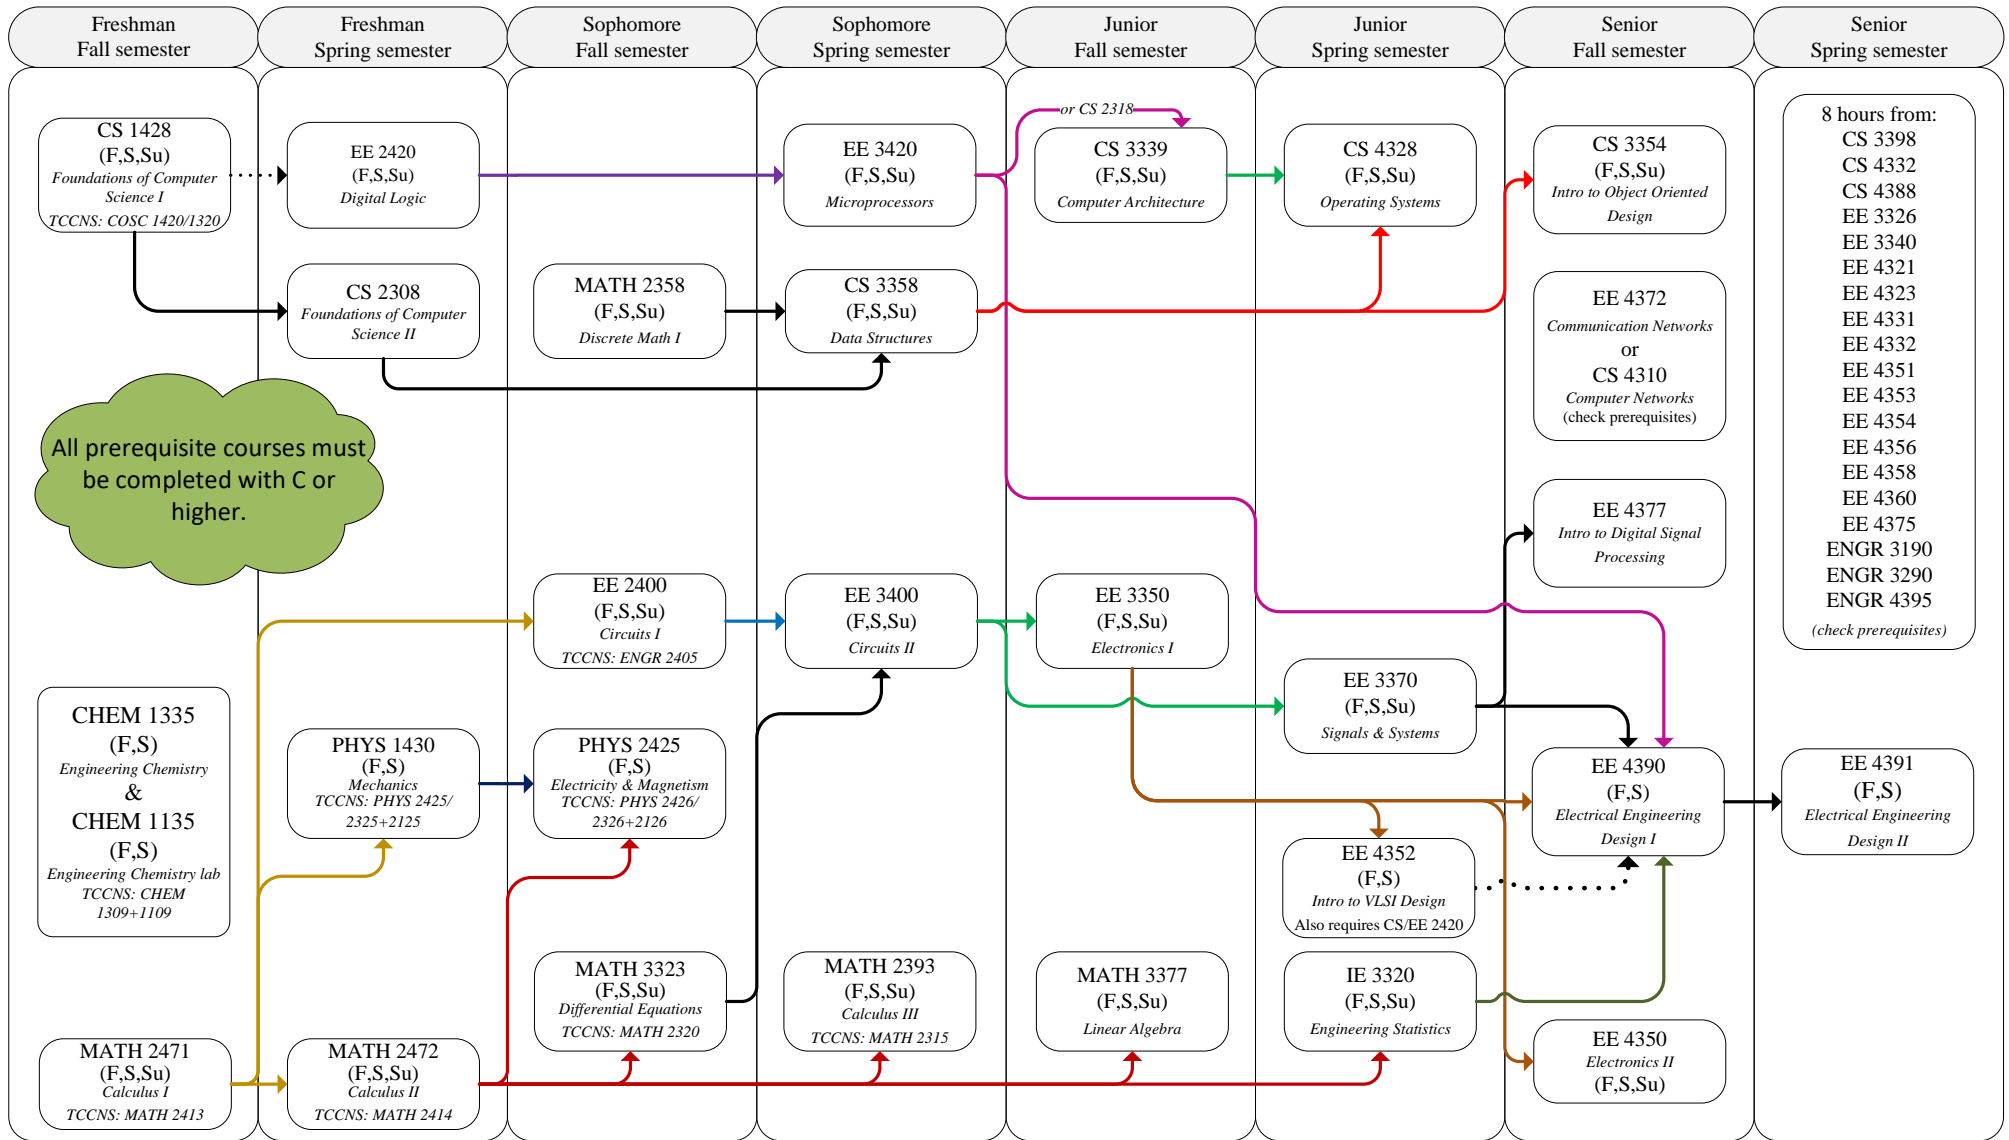 Freshman
Fall semester
Freshman
Spring semester
Sophomore
Fall semester
Sophomore
Spring semester
Junior
Fall semester
Junior
Spring semester
Senior
Fall semester
Senior
Spring semester
CS 1428
(F,S,Su)
Foundations of Computer
Science I
TCCNS: COSC 1420/1320
All prerequisite courses must
be completed with C or
higher.
CHEM 1335
(F,S)
Engineering Chemistry
&
CHEM 1135
(F,S)
Engineering Chemistry lab
TCCNS: CHEM
1309+1109
MATH 2471
(F,S,Su)
Calculus I
TCCNS: MATH 2413
EE 2420
(F,S,Su)
Digital Logic
CS 2308
Foundations of Computer
Science II
PHYS 1430
(F,S)
Mechanics
TCCNS: PHYS 2425/
2325+2125
MATH 2472
(F,S,Su)
Calculus II
TCCNS: MATH 2414
MATH 2358
(F,S,Su)
Discrete Math I
EE 2400
(F,S,Su)
Circuits I
TCCNS: ENGR 2405
PHYS 2425
(F,S)
Electricity & Magnetism
TCCNS: PHYS 2426/
2326+2126
MATH 3323
(F,S,Su)
Differential Equations
TCCNS: MATH 2320
EE 3420
(F,S,Su)
Microprocessors
CS 3358
(F,S,Su)
Data Structures
EE 3400
(F,S,Su)
Circuits II
MATH 2393
(F,S,Su)
Calculus III
TCCNS: MATH 2315
or CS 2318
CS 3339
(F,S,Su)
Computer Architecture
EE 3350
(F,S,Su)
Electronics I
MATH 3377
(F,S,Su)
Linear Algebra
CS 4328
(F,S,Su)
Operating Systems
EE 3370
(F,S,Su)
Signals & Systems
EE 4352
(F,S)
Intro to VLSI Design
Also requires CS/EE 2420
IE 3320
(F,S,Su)
Engineering Statistics
CS 3354
(F,S,Su)
Intro to Object Oriented
Design
EE 4372
Communication Networks
or
CS 4310
Computer Networks
(check prerequisites)
EE 4377
Intro to Digital Signal
Processing
EE 4390
(F,S)
Electrical Engineering
Design I
EE 4350
Electronics II
(F,S,Su)
8 hours from:
CS 3398
CS 4332
CS 4388
EE 3326
EE 3340
EE 4321
EE 4323
EE 4331
EE 4332
EE 4351
EE 4353
EE 4354
EE 4356
EE 4358
EE 4360
EE 4375
ENGR 3190
ENGR 3290
ENGR 4395
(check prerequisites)
EE 4391
(F,S)
Electrical Engineering
Design II